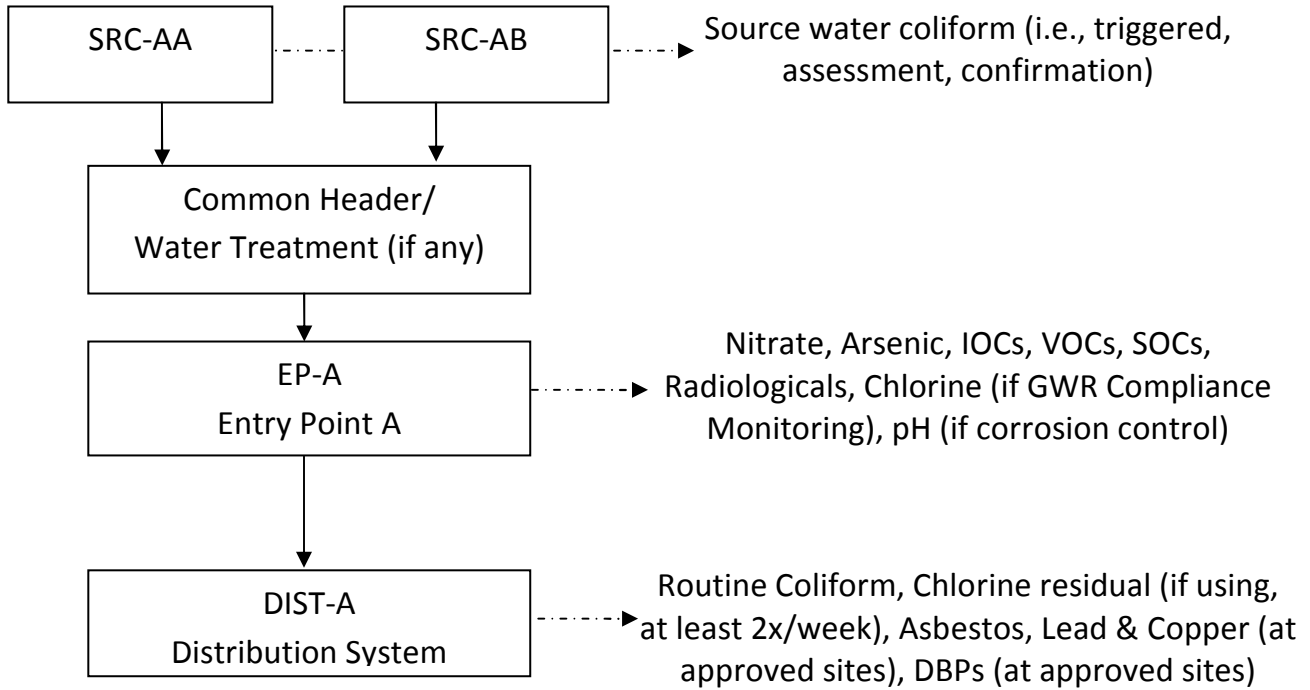 SRC-AA
SRC-AB
Source water coliform (i.e., triggered,
assessment, confirmation)
Common Header/
Water Treatment (if any)
EP-A
Entry Point A
Nitrate, Arsenic, IOCs, VOCs, SOCs,
Radiologicals, Chlorine (if GWR Compliance
Monitoring), pH (if corrosion control)
DIST-A
Distribution System
Routine Coliform, Chlorine residual (if using,
at least 2x/week), Asbestos, Lead & Copper (at
approved sites), DBPs (at approved sites)